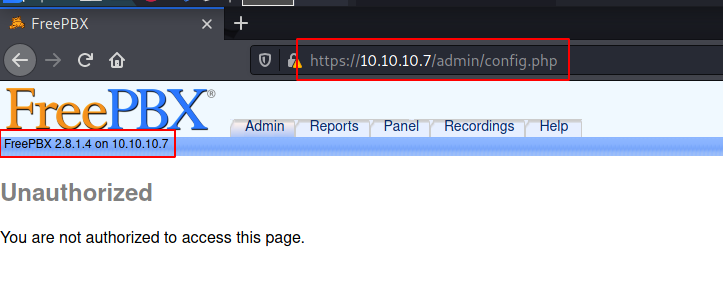 FreePBX
https://10.10.10.7/admin/config.php
FreePBX®
Admin Reports Panel Recordings Help
FreePBX 2.8.1.4 on 10.10.10.7
Unauthorized
You are not authorized to access this page.